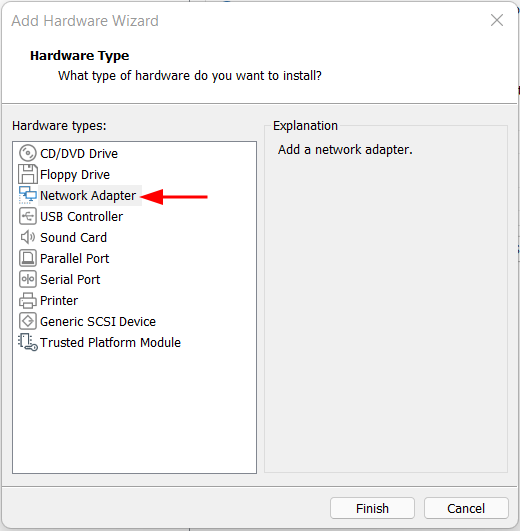 Add Hardware Wizard
Hardware Type
What type of hardware do you want to install?
Hardware types:
CD/DVD Drive
Floppy Drive
Network Adapter
USB Controller
Sound Card
Parallel Port
Serial Port
Printer
Generic SCSI Device
Trusted Platform Module
Explanation
Add a network adapter.
Finish
Cancel